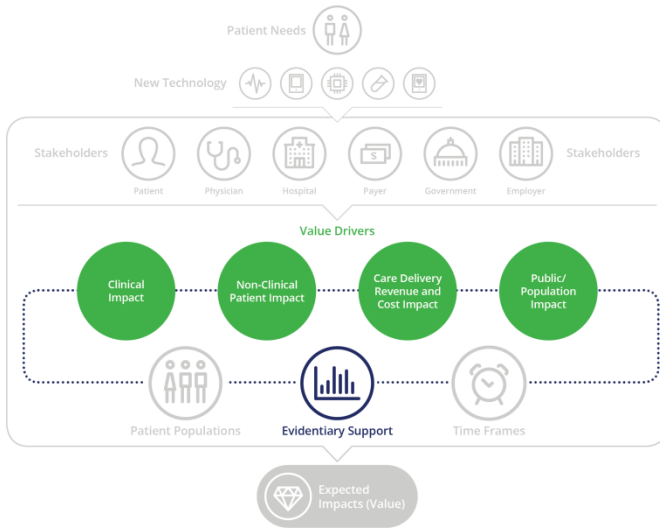 Patient Needs
New Technology
Stakeholders
Stakeholders
Patient
Physician
Hospital
$
Payer
Government
Employer
Value Drivers
Clinical
Impact
Non-Clinical
Patient Impact
Care Delivery
Revenue and
Cost Impact
Public/
Population
Impact
Patient Populations
Evidentiary Support
Time Frames
Expected
Impacts (Value)